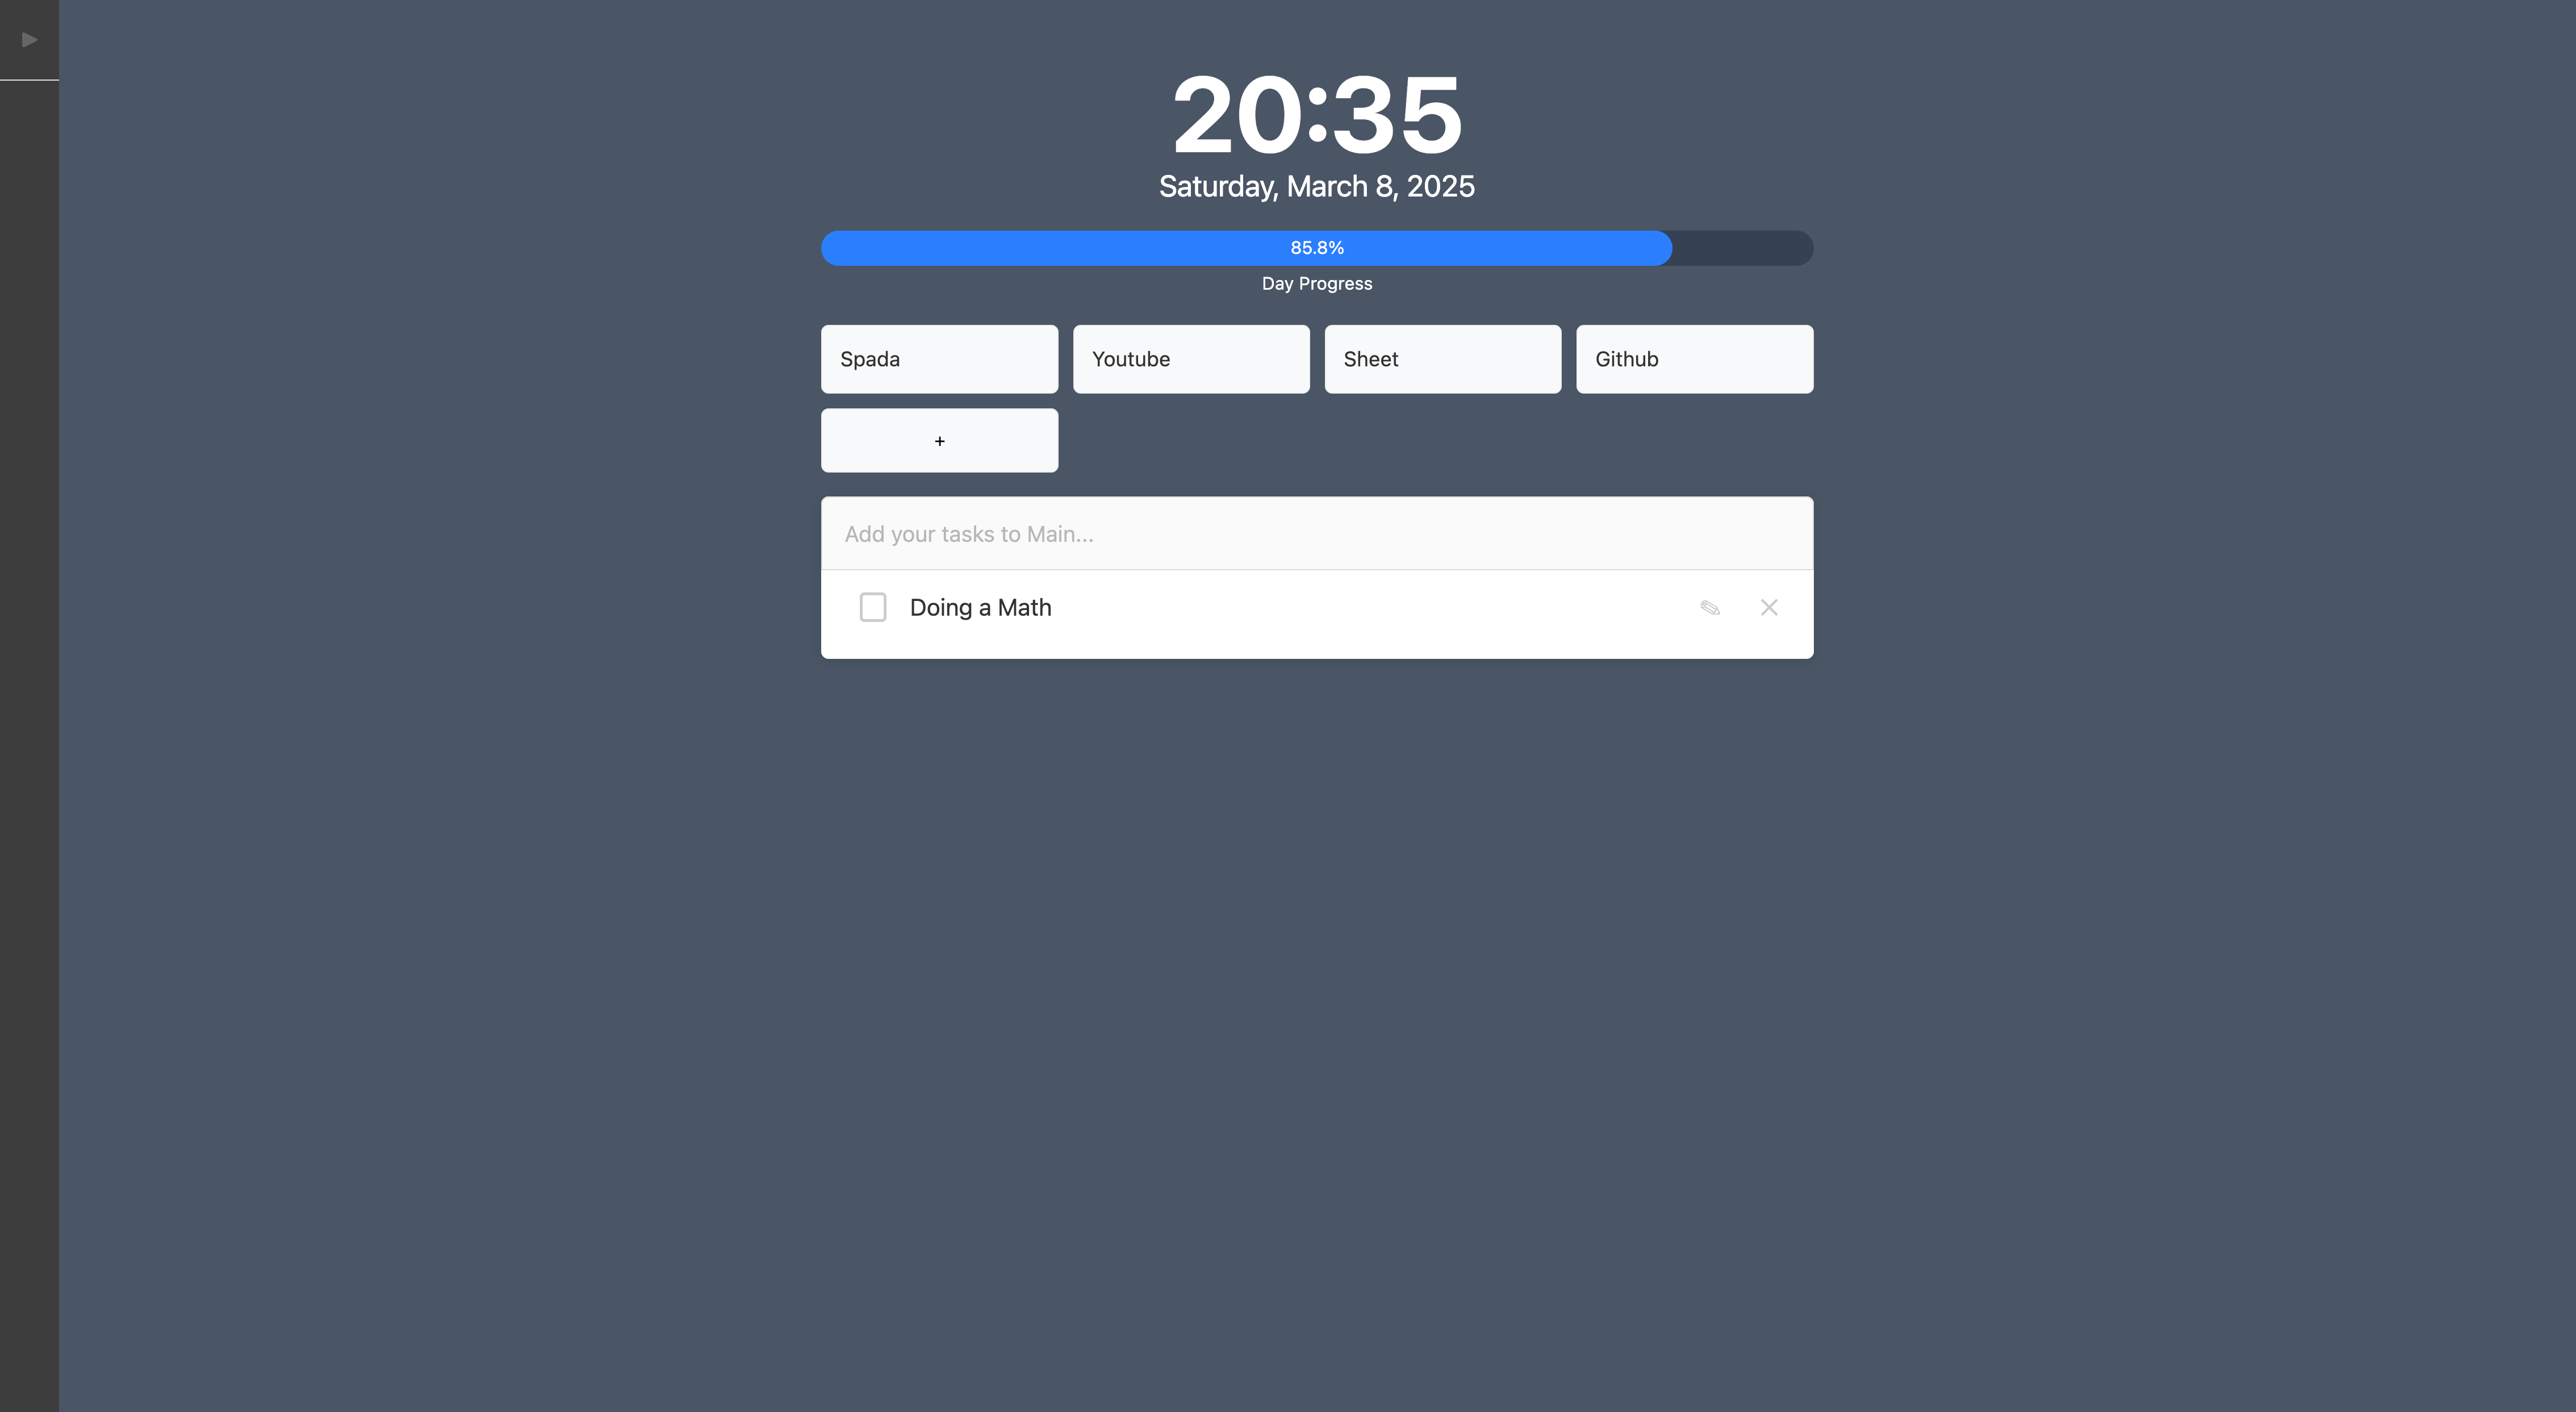 20:35
Saturday, March 8, 2025
85.8%
Day Progress
Spada Youtube Sheet Github
+
Add your tasks to Main...
Doing a Math